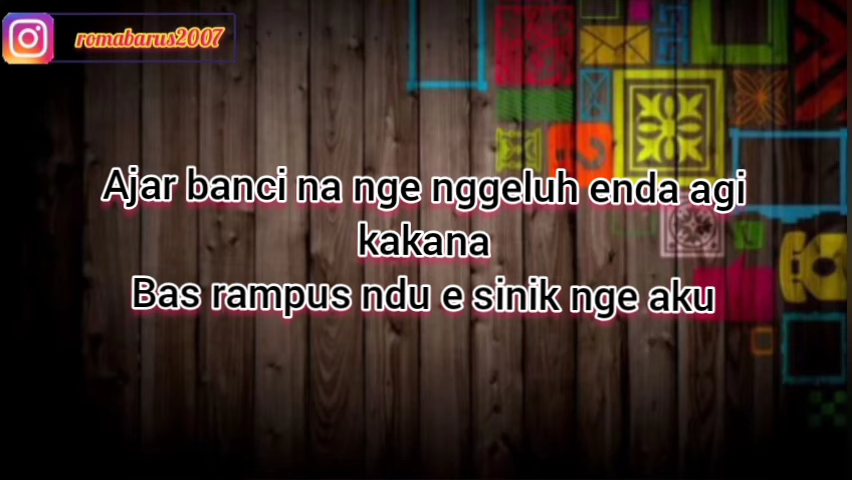 romabarus2007
Ajar banci na nge nggeluh enda agi
kakana
Bas rampus ndu e sinik nge aku